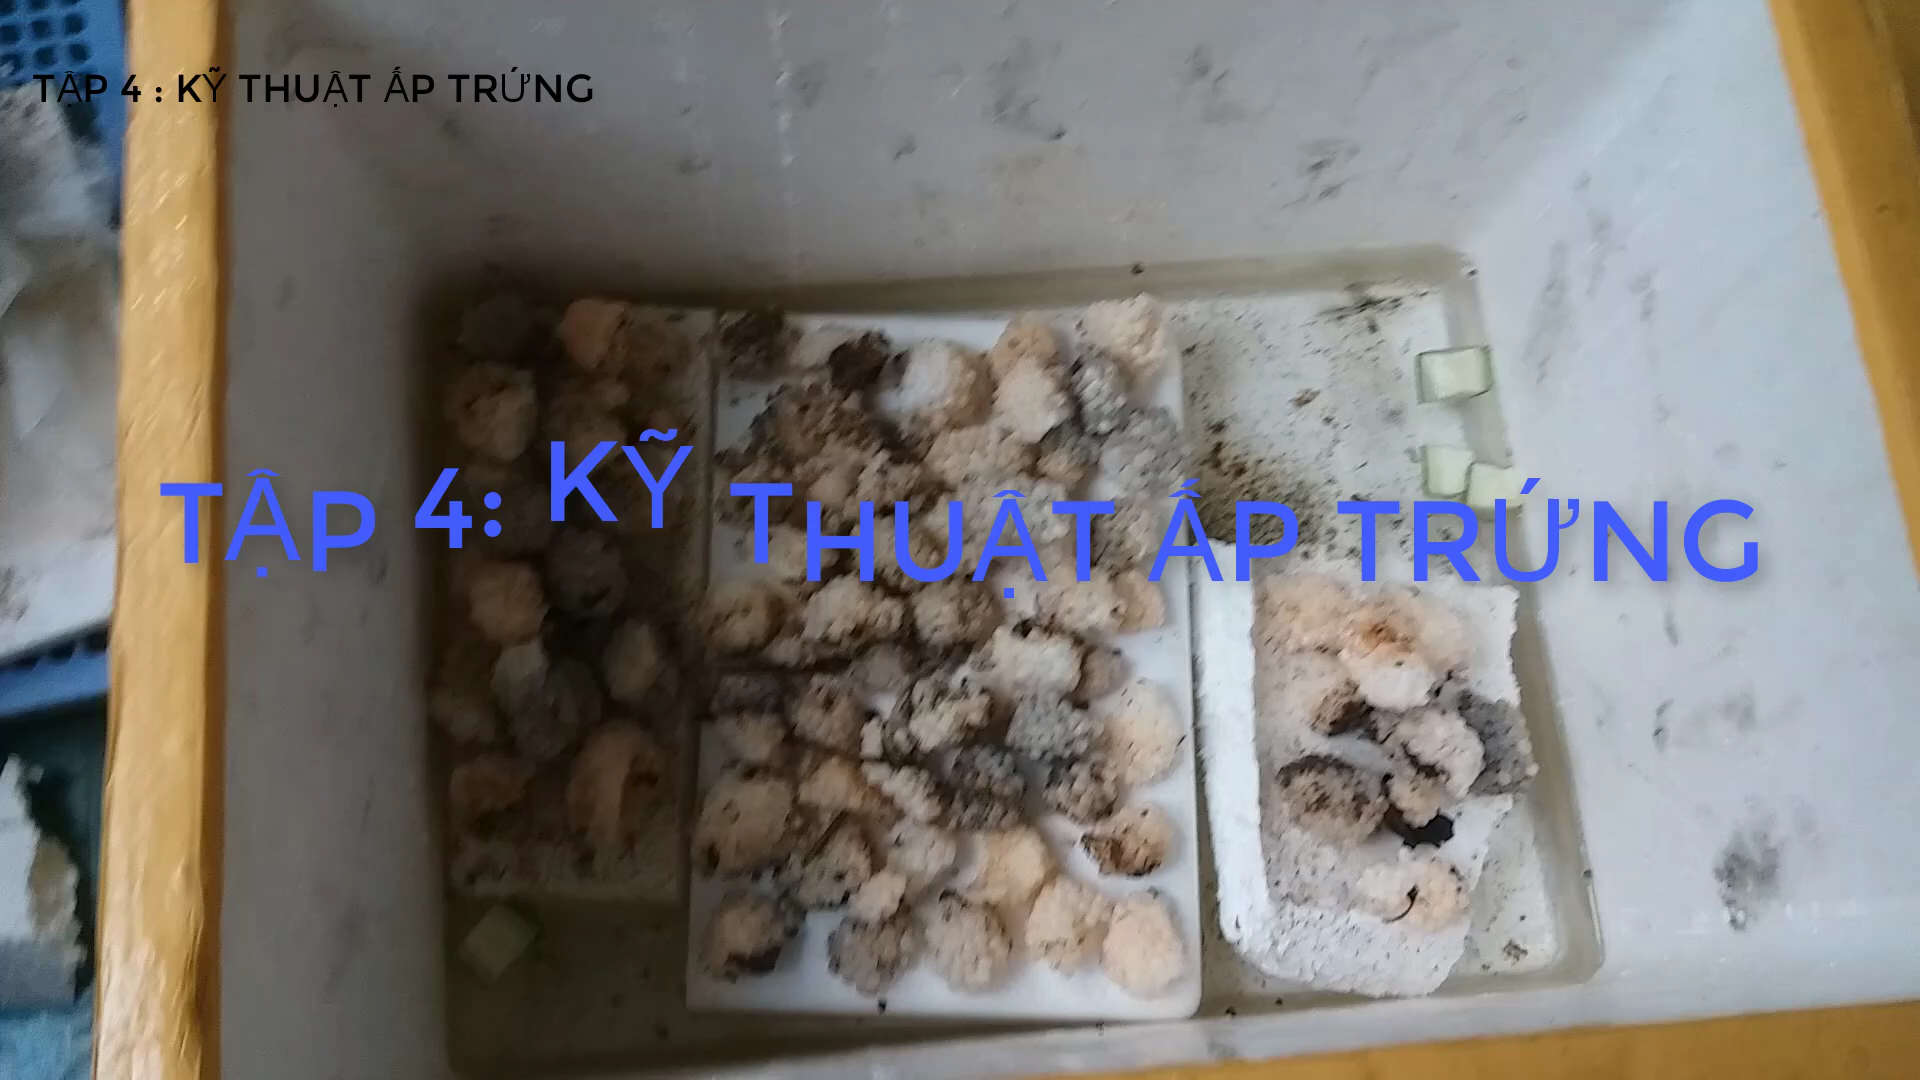 TẬP 4 : KỸ THUẬT ẤP TRỨNG
TẬP 4: KỸ THUẬT ẤP TRỨNG